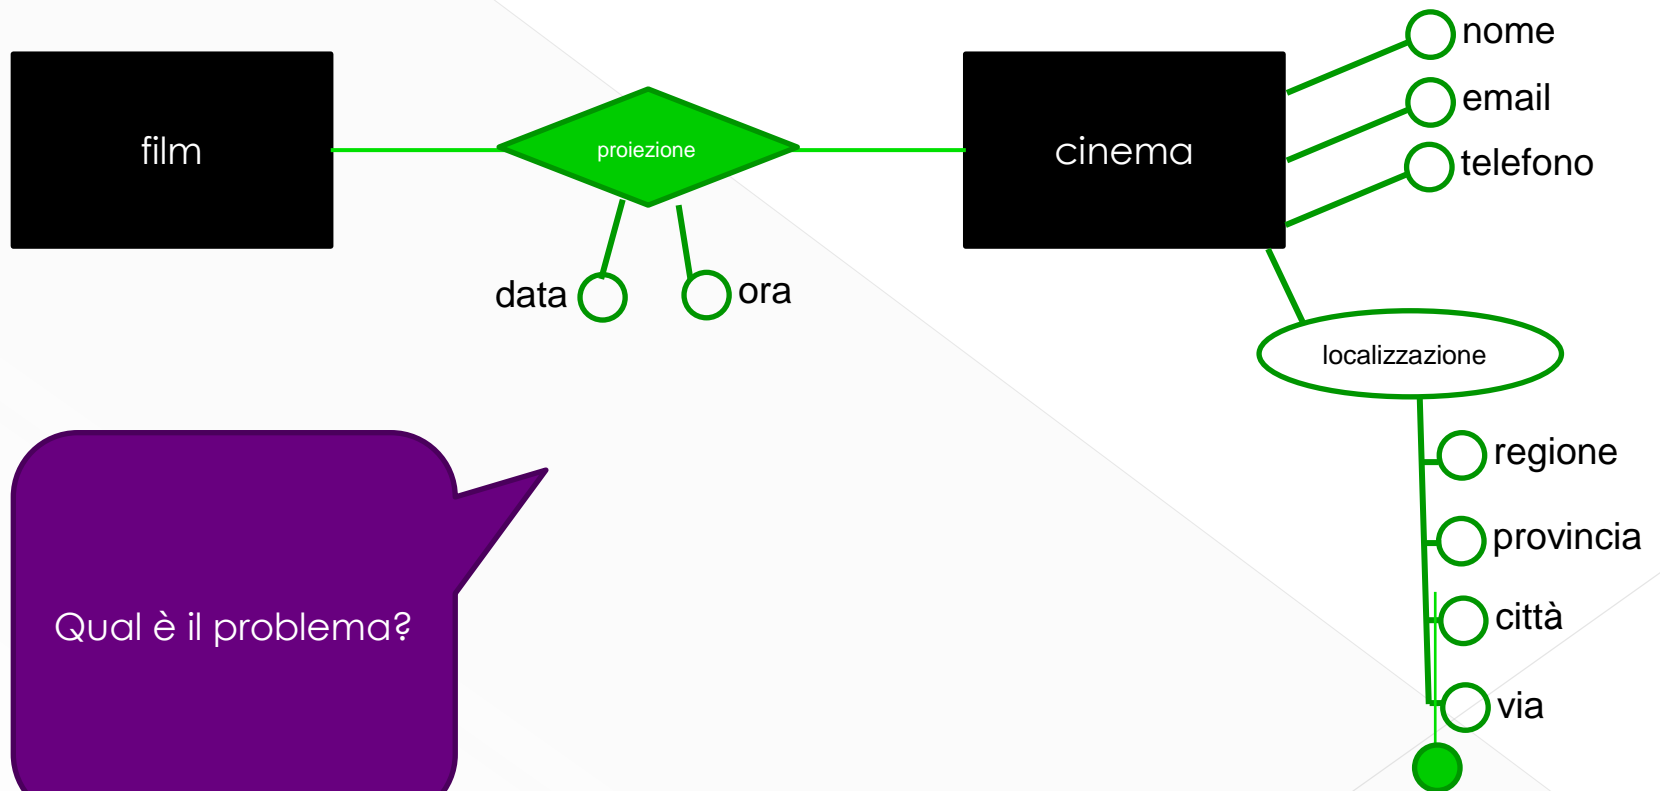 film
proiezione
data
ora
cinema
nome
email
telefono
localizzazione
regione
provincia
città
via
Qual è il problema?